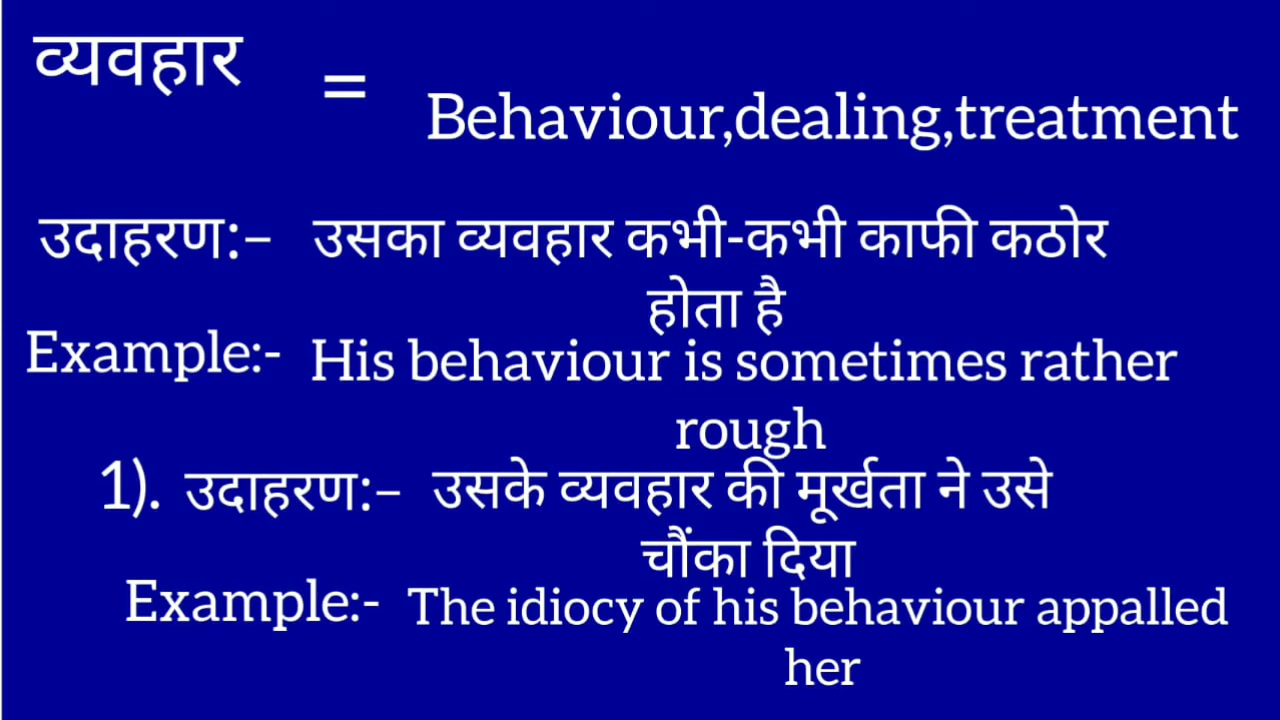 व्यवहार = Behaviour,dealing,treatment
उदाहरण:– उसका व्यवहार कभी-कभी काफी कठोर
होता है
Example:- His behaviour is sometimes rather
rough
1). उदाहरण:– उसके व्यवहार की मूर्खता ने उसे
चौंका दिया
Example:- The idiocy of his behaviour appalled
her